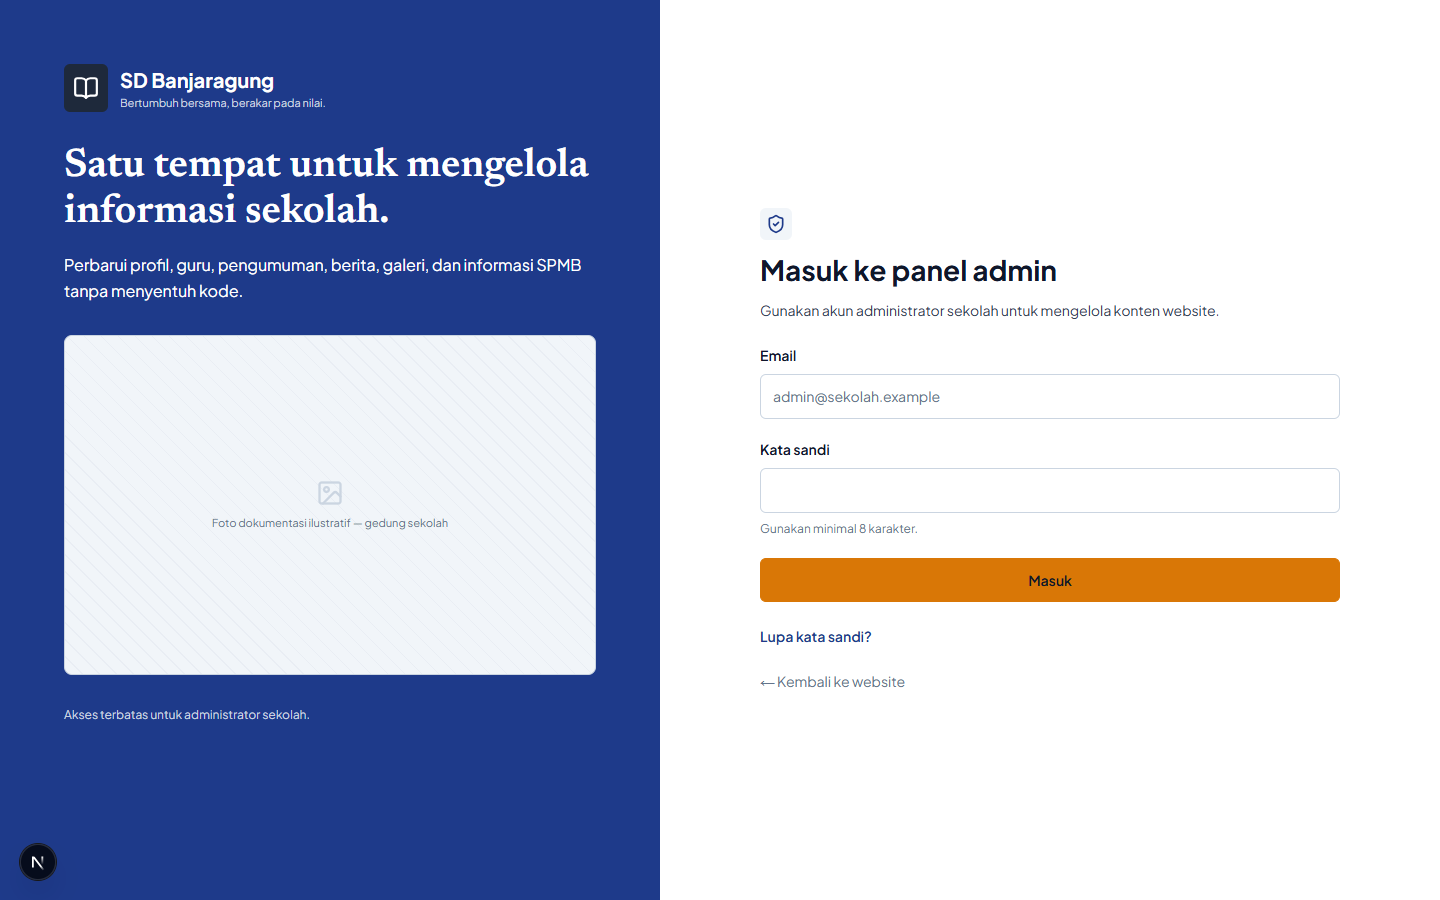 SD Banjaragung
Bertumbuh bersama, berakar pada nilai.
Satu tempat untuk mengelola
informasi sekolah.
Perbarui profil, guru, pengumuman, berita, galeri, dan informasi SPMB
tanpa menyentuh kode.
Foto dokumentasi ilustratif — gedung sekolah
Akses terbatas untuk administrator sekolah.
N
Masuk ke panel admin
Gunakan akun administrator sekolah untuk mengelola konten website.
Email
admin@sekolah.example
Kata sandi
Gunakan minimal 8 karakter.
Masuk
Lupa kata sandi?
← Kembali ke website